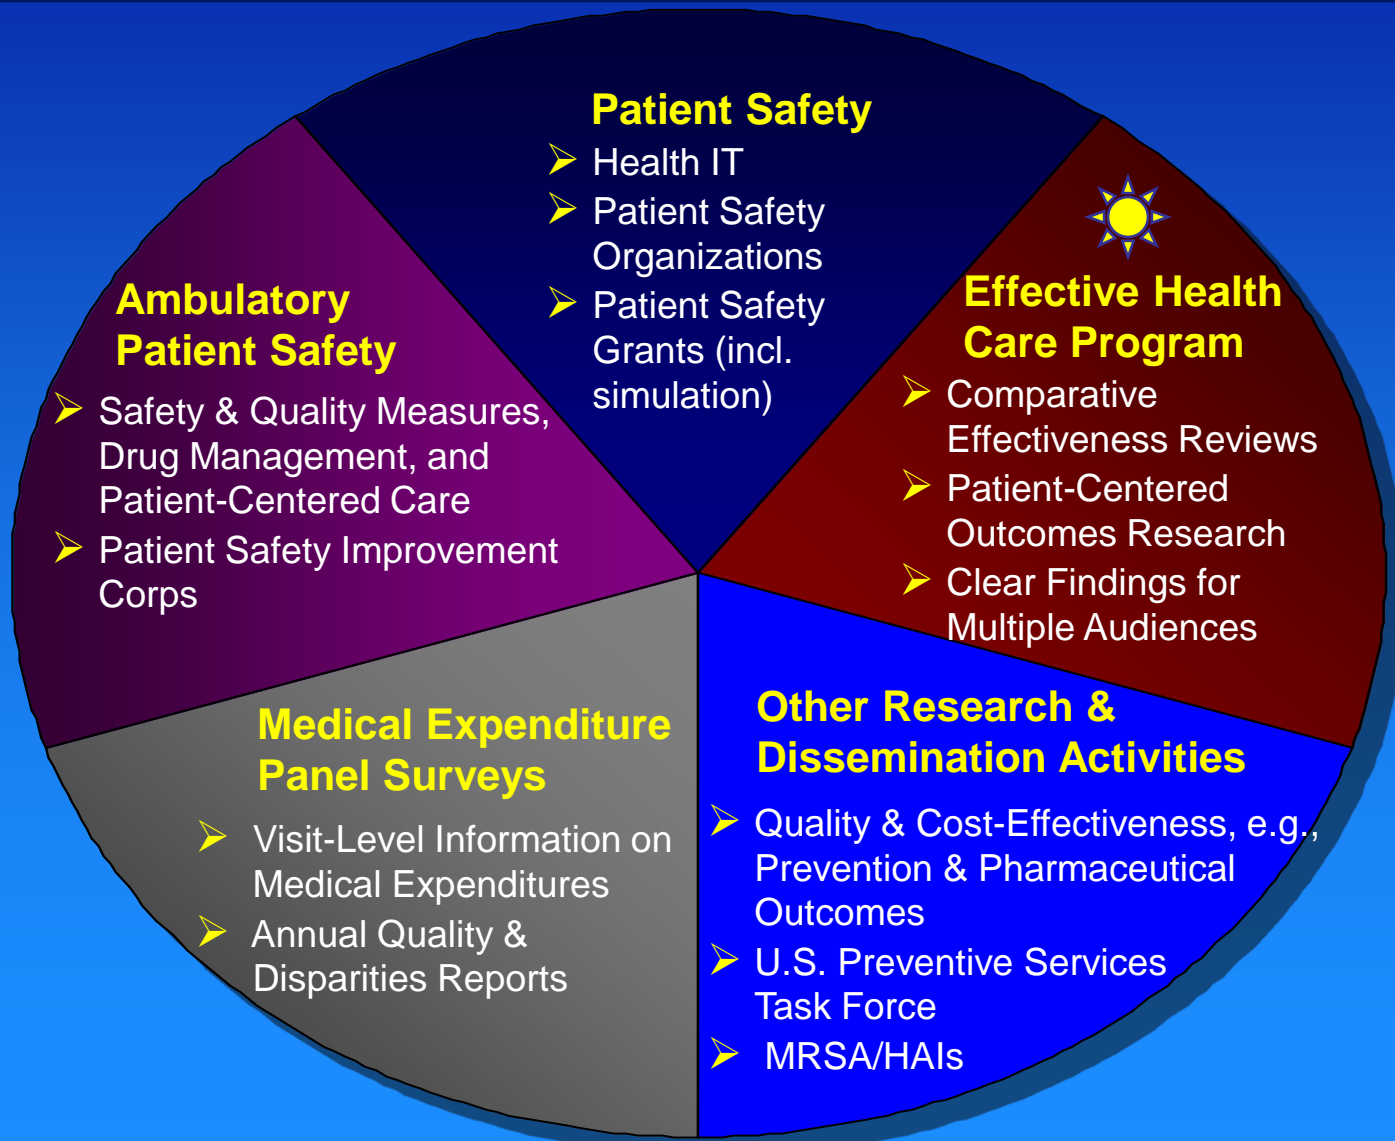 Patient Safety
Health IT
Patient Safety
Organizations
Patient Safety
Grants (incl.
simulation)
Effective Health
Care Program
Comparative
Effectiveness Reviews
Patient-Centered
Outcomes Research
Clear Findings for
Multiple Audiences
Other Research &
Dissemination Activities
Quality & Cost-Effectiveness, e.g.,
Prevention & Pharmaceutical
Outcomes
U.S. Preventive Services
Task Force
MRSA/HAIs
Medical Expenditure
Panel Surveys
Visit-Level Information on
Medical Expenditures
Annual Quality &
Disparities Reports
Ambulatory
Patient Safety
Safety & Quality Measures,
Drug Management, and
Patient-Centered Care
Patient Safety Improvement
Corps